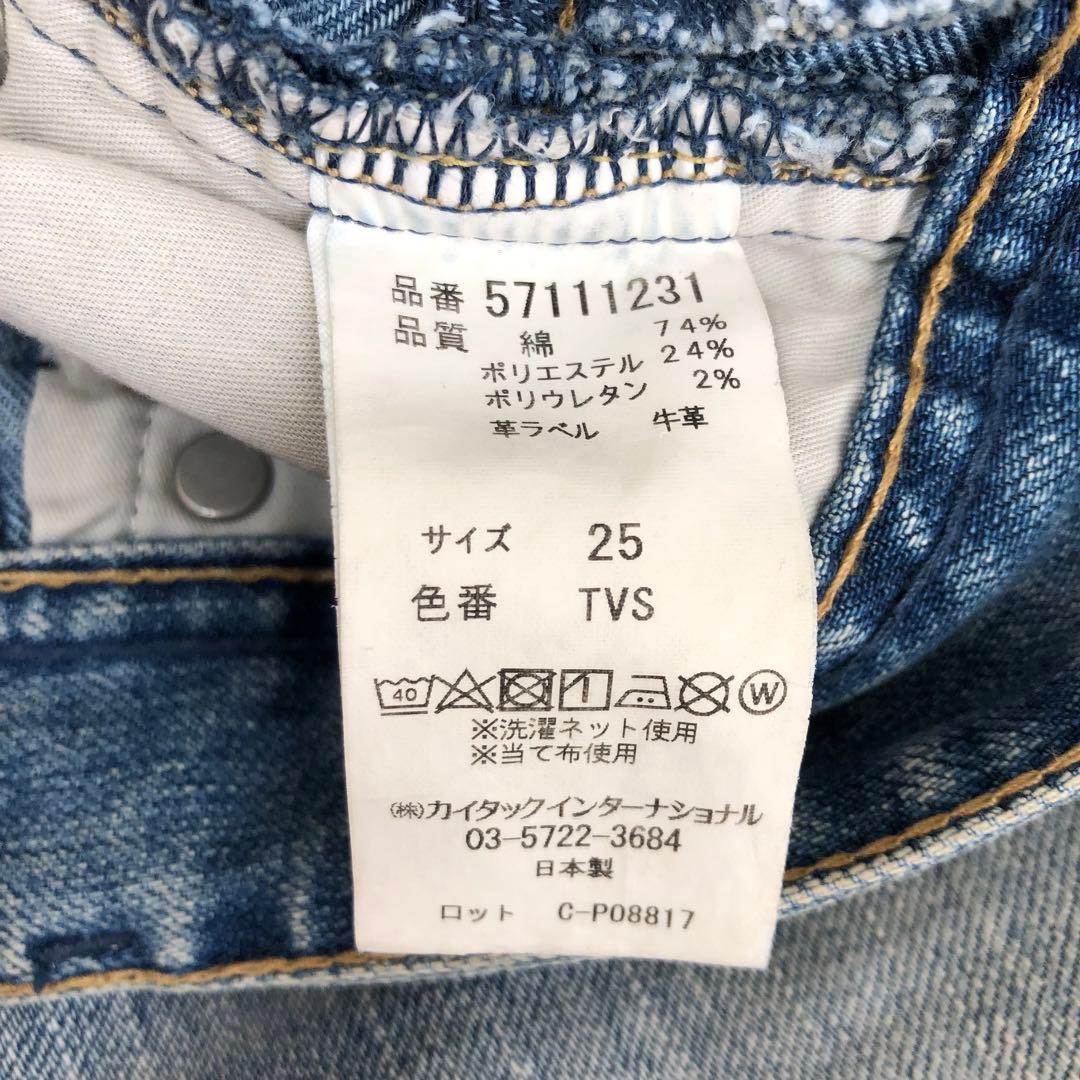 品番 57111231
品質 綿 74%
ポリエステル 24%
ポリウレタン 2%
革ラベル 牛革
サイズ 25
色番 TVS
40 W
※洗濯ネット使用
※当て布使用
㈱カイタックインターナショナル
03-5722-3684
日本製
ロット C-P08817